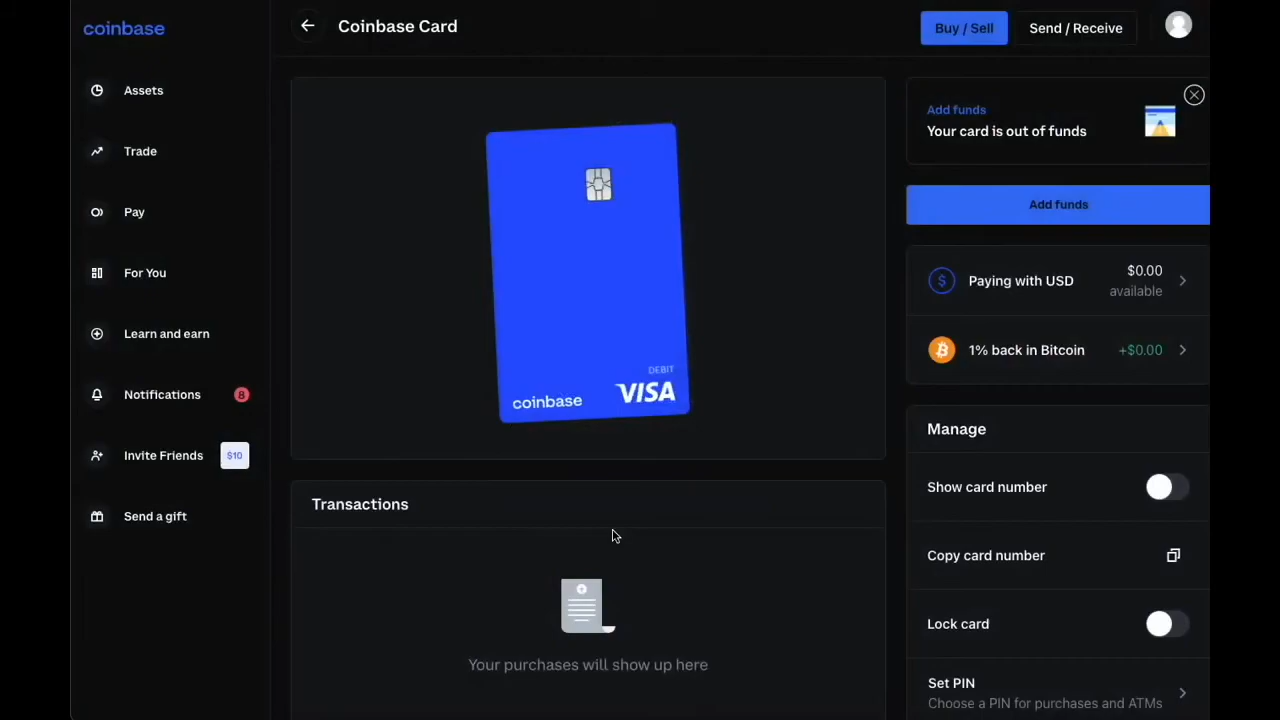 coinbase
Coinbase Card
Buy / Sell
Send / Receive
Assets
Trade
Pay
For You
Learn and earn
Notifications
8
Invite Friends
$10
Send a gift
DEBIT
coinbase
VISA
Transactions
Your purchases will show up here
Add funds
Your card is out of funds
Add funds
Paying with USD
$0.00
available
1% back in Bitcoin
+$0.00
Manage
Show card number
Copy card number
Lock card
Set PIN
Choose a PIN for purchases and ATMs